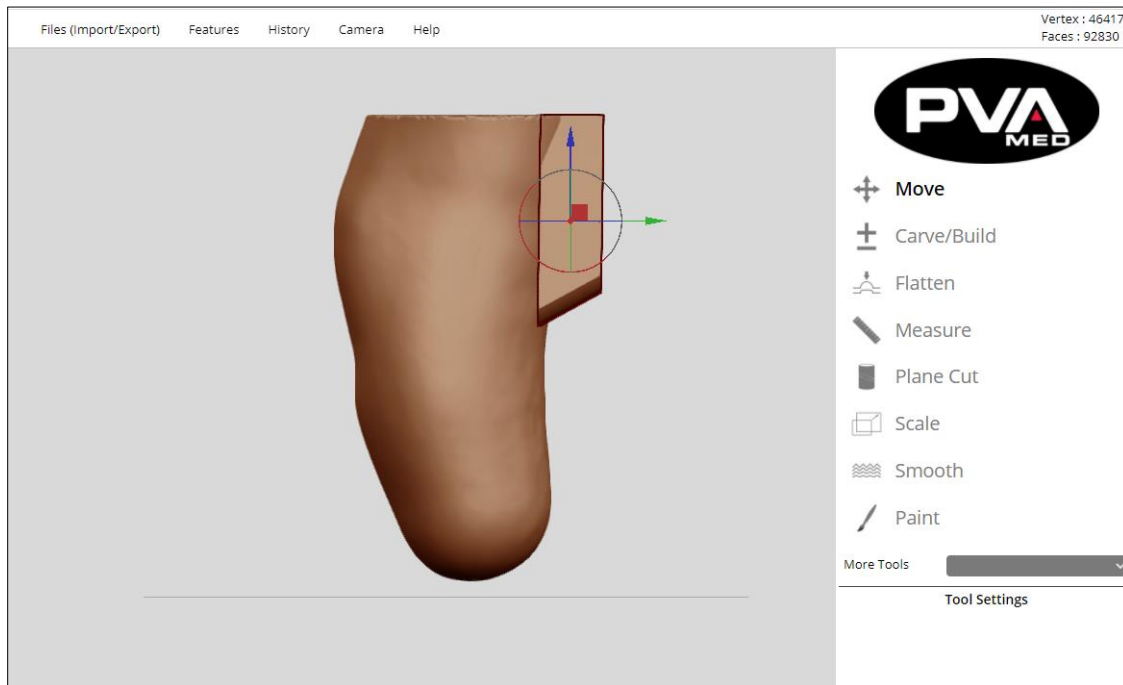 Files (Import/Export) Features History Camera Help
Vertex : 46417
Faces : 92830
PVA
MED
Move
Carve/Build
Flatten
Measure
Plane Cut
Scale
Smooth
Paint
More Tools
Tool Settings